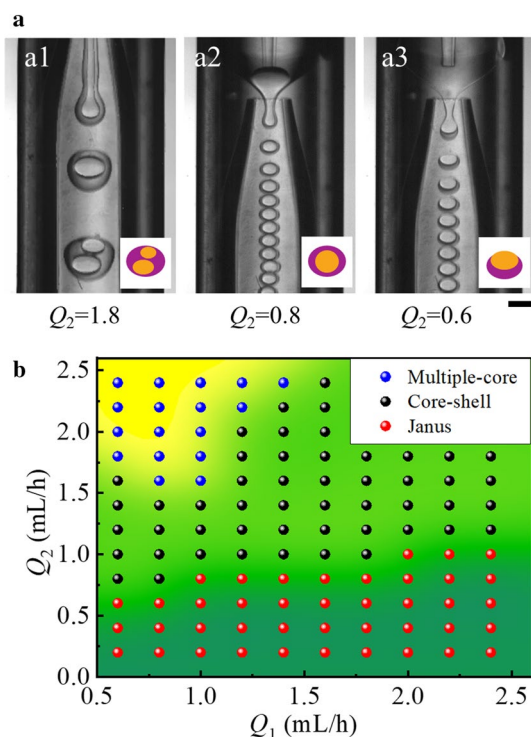 a
a1 a2 a3
Q₂=1.8 Q₂=0.8 Q₂=0.6
b
Multiple-core
Core-shell
Janus
2.5
2.0
1.5
1.0
0.5
0.0
Q₂ (mL/h)
0.5 1.0 1.5 2.0 2.5
Q₁(mL/h)